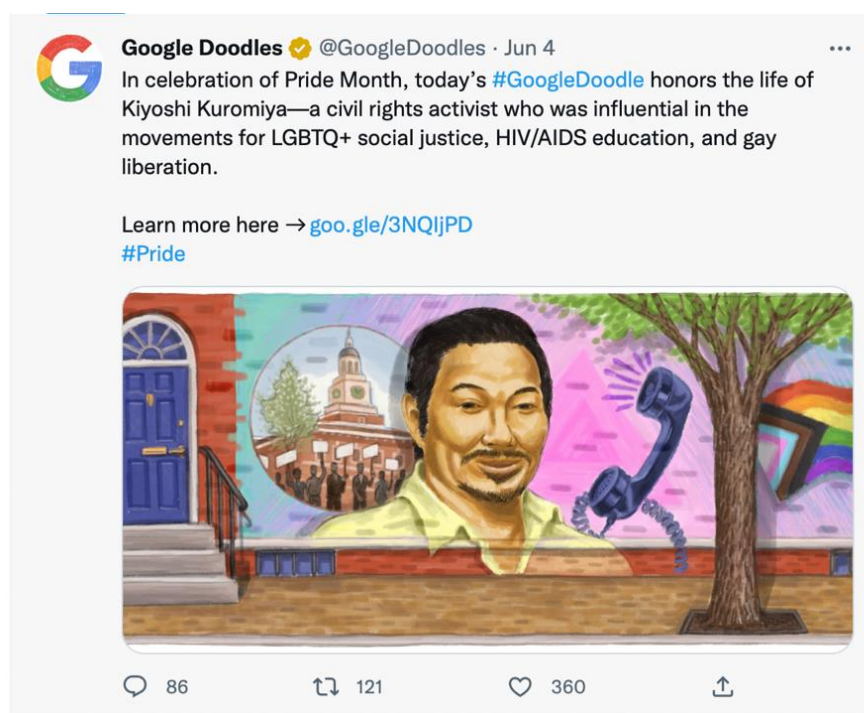 Google Doodles @GoogleDoodles · Jun 4
In celebration of Pride Month, today's #GoogleDoodle honors the life of
Kiyoshi Kuromiya—a civil rights activist who was influential in the
movements for LGBTQ+ social justice, HIV/AIDS education, and gay
liberation.
Learn more here → goo.gle/3NQIjPD
#Pride
86 121 360